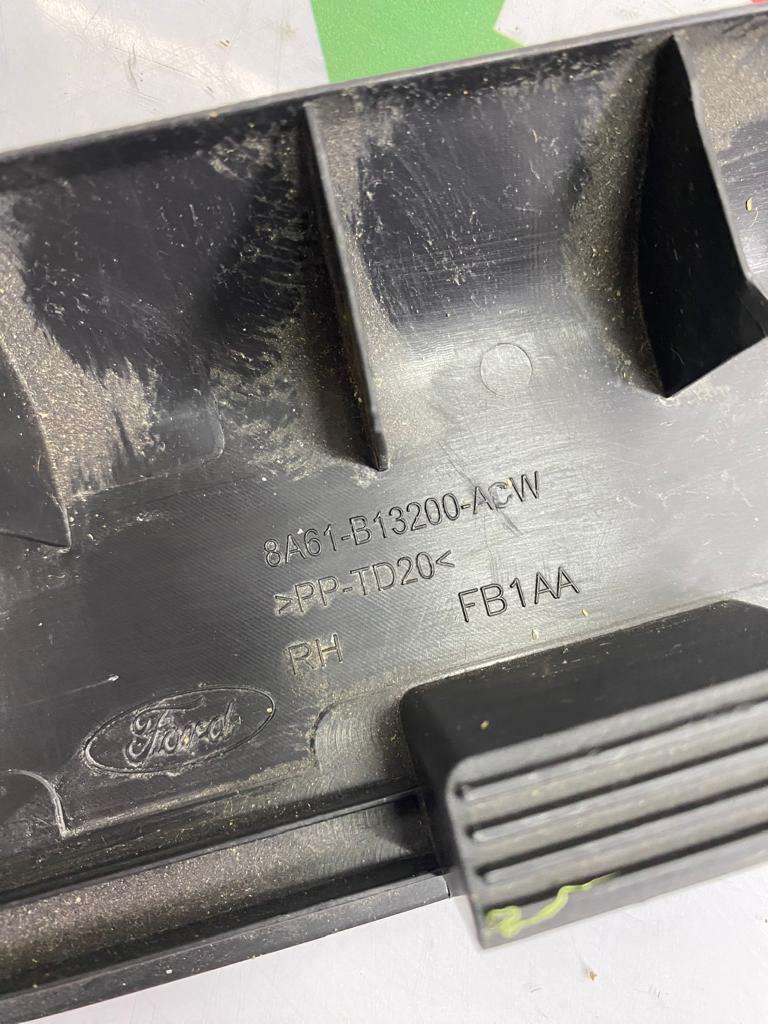 8A61-B13200-ACW
>PP-TD20<
FB1AA
RH
Ford